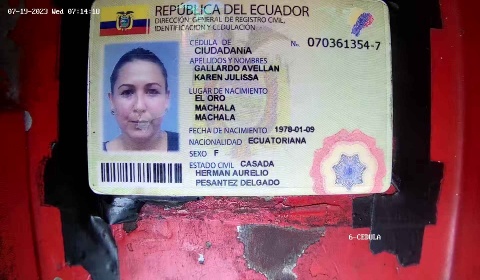 07-19-2023 Wed 07:14:10
REPÚBLICA DEL ECUADOR
DIRECCIÓN GENERAL DE REGISTRO CIVIL,
IDENTIFICACIÓN Y CEDULACIÓN
CÉDULA DE No. 070361354-7
CIUDADANÍA
APELLIDOS Y NOMBRES
GALLARDO AVELLAN
KAREN JULISSA
LUGAR DE NACIMIENTO
EL ORO
MACHALA
MACHALA
FECHA DE NACIMIENTO 1978-01-09
NACIONALIDAD ECUATORIANA
SEXO F
ESTADO CIVIL CASADA
HERMAN AURELIO
PESANTEZ DELGADO
6-CEDULA